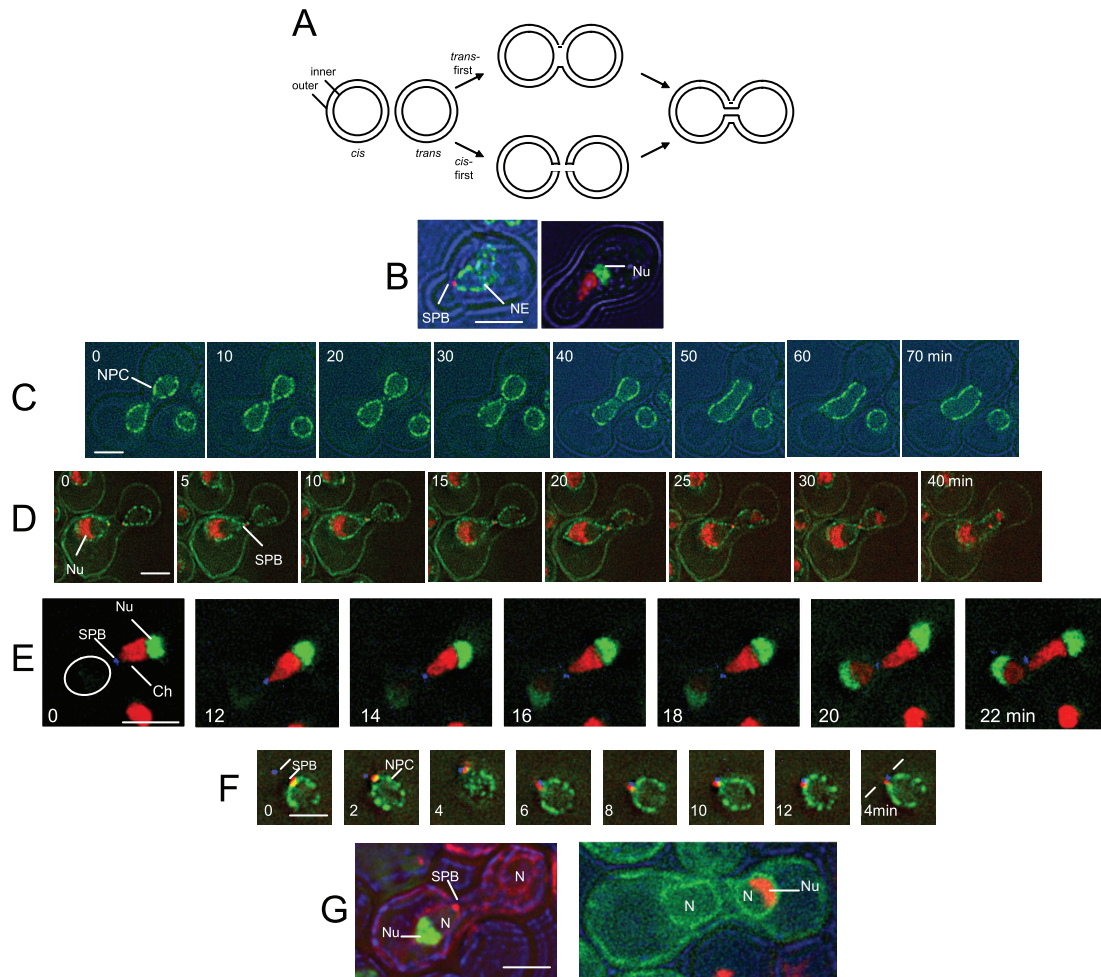 A
trans-
first
inner
outer
cis
trans
cis-
first
B
SPB
NE
Nu
C
0
10
20
30
40
50
60
70 min
NPC
D
0
5
10
15
20
25
30
40 min
Nu
SPB
E
Nu
SPB
Ch
0
12
14
16
18
20
22 min
F
SPB
NPC
0
2
4
6
8
10
12
4min
G
SPB
N
N
Nu
N
N
Nu